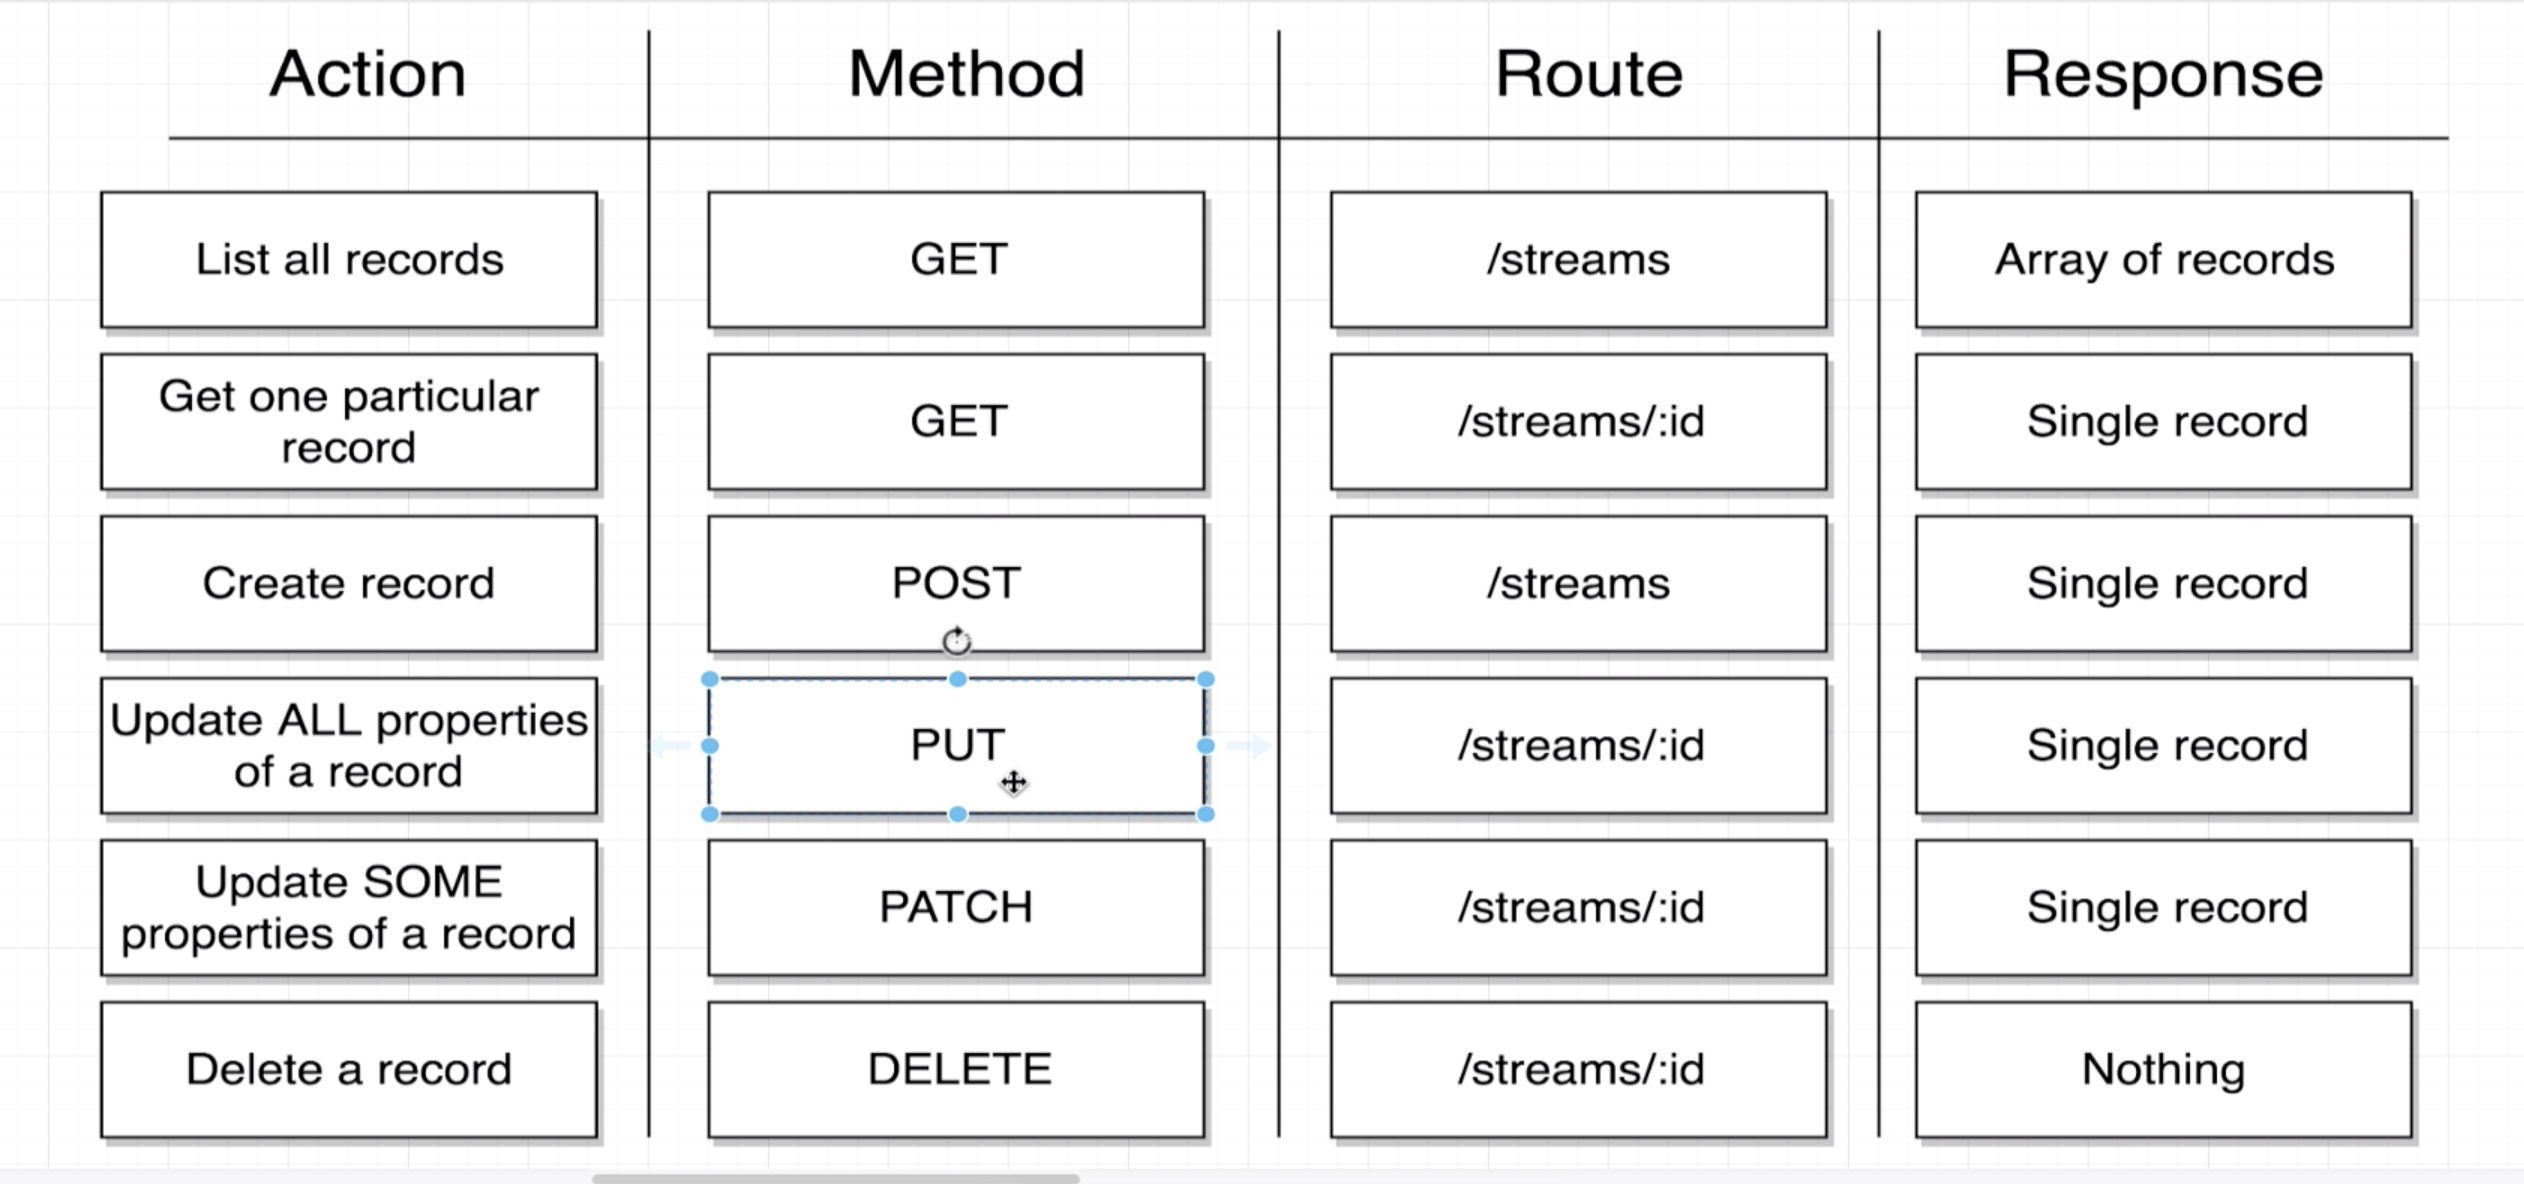 Action
Method
Route
Response
List all records
GET
/streams
Array of records
Get one particular
record
GET
/streams/:id
Single record
Create record
POST
/streams
Single record
Update ALL properties
of a record
PUT
/streams/:id
Single record
Update SOME
properties of a record
PATCH
/streams/:id
Single record
Delete a record
DELETE
/streams/:id
Nothing